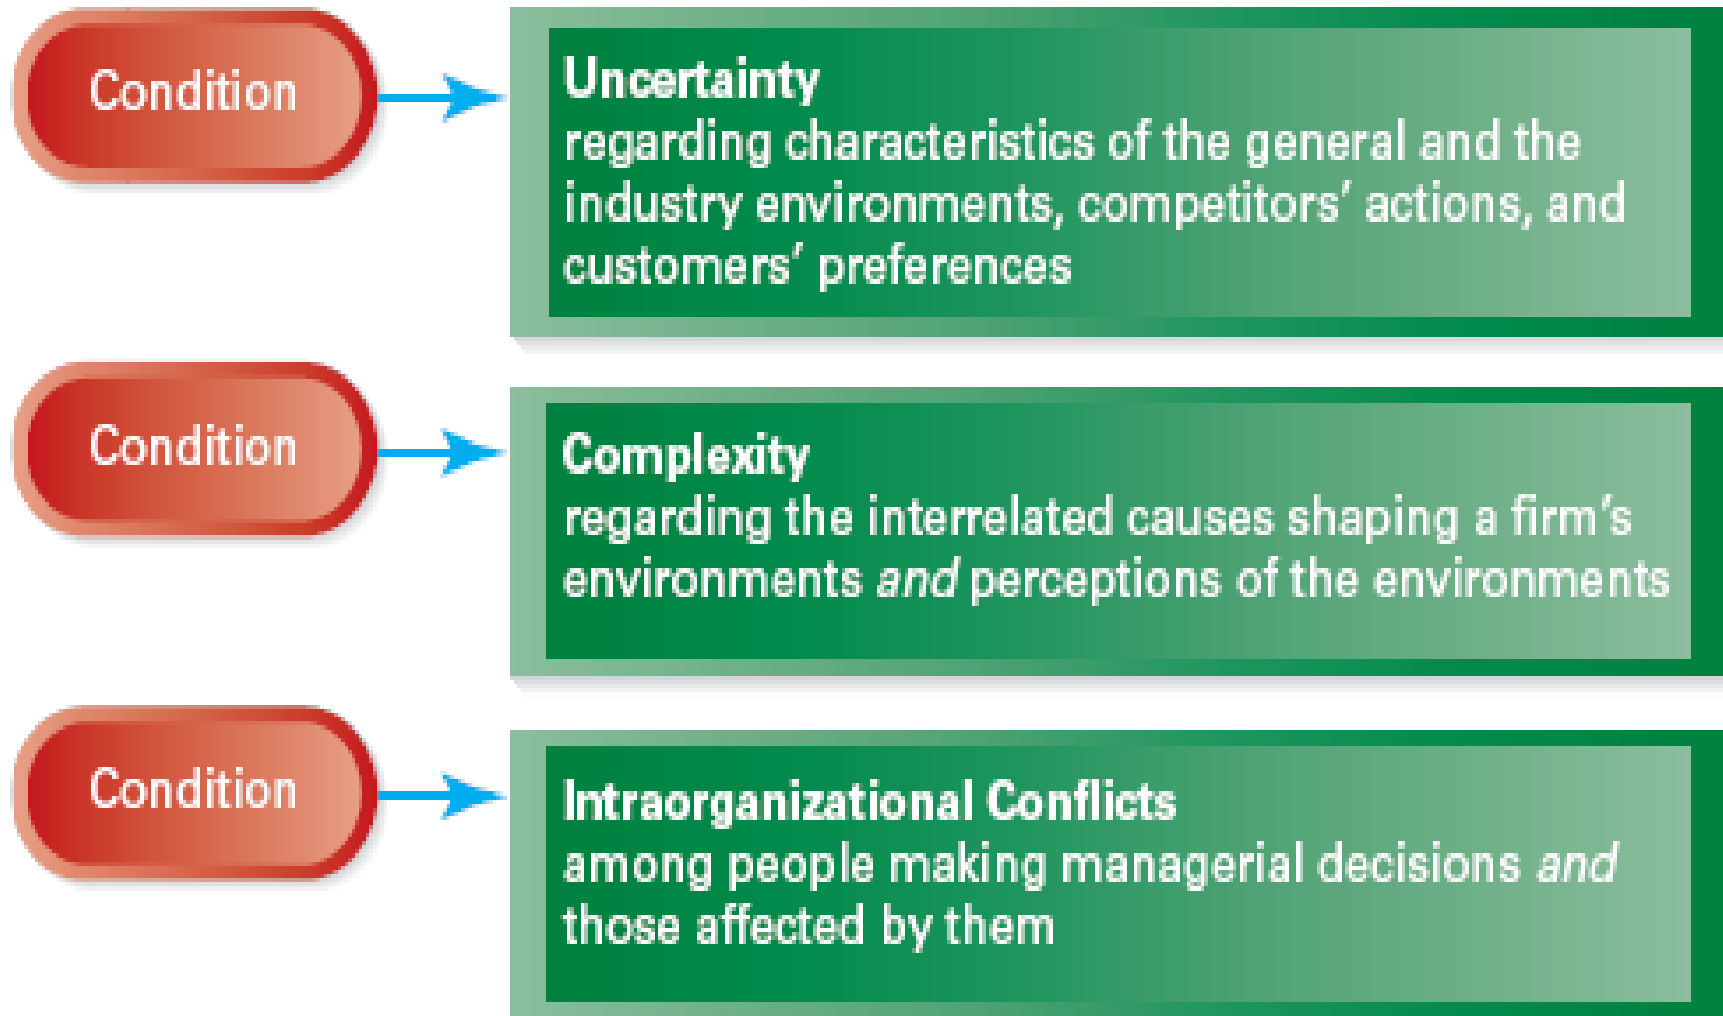 Condition
Uncertainty
regarding characteristics of the general and the
industry environments, competitors’ actions, and
customers’ preferences
Condition
Complexity
regarding the interrelated causes shaping a firm’s
environments and perceptions of the environments
Condition
Intraorganizational Conflicts
among people making managerial decisions and
those affected by them